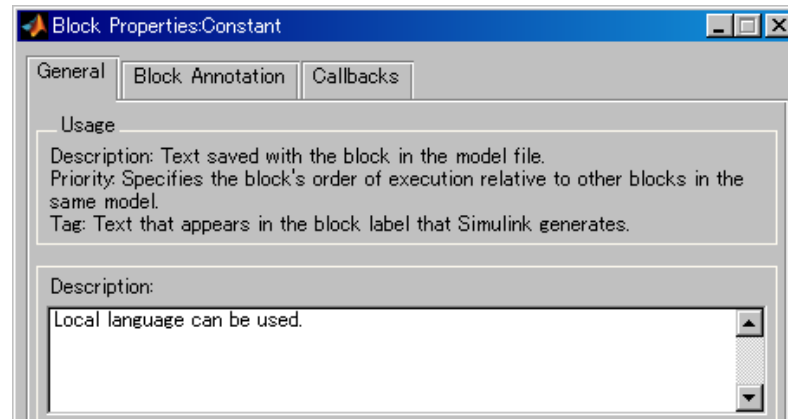 Block Properties:Constant
General
Block Annotation
Callbacks
Usage
Description: Text saved with the block in the model file.
Priority: Specifies the block's order of execution relative to other blocks in the
same model.
Tag: Text that appears in the block label that Simulink generates.
Description:
Local language can be used.